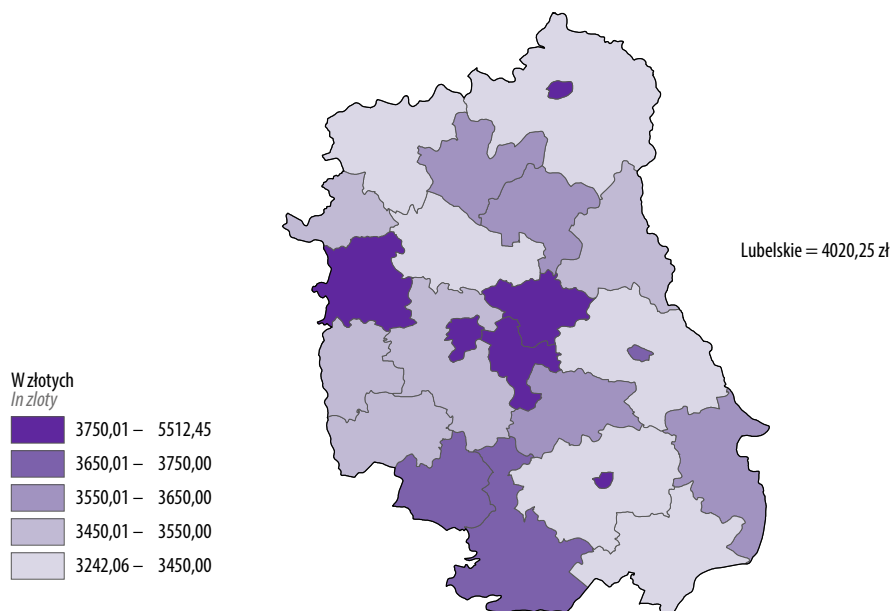 Lubelskie = 4020,25 zł
W złotych
In zloty
3750,01 – 5512,45
3650,01 – 3750,00
3550,01 – 3650,00
3450,01 – 3550,00
3242,06 – 3450,00